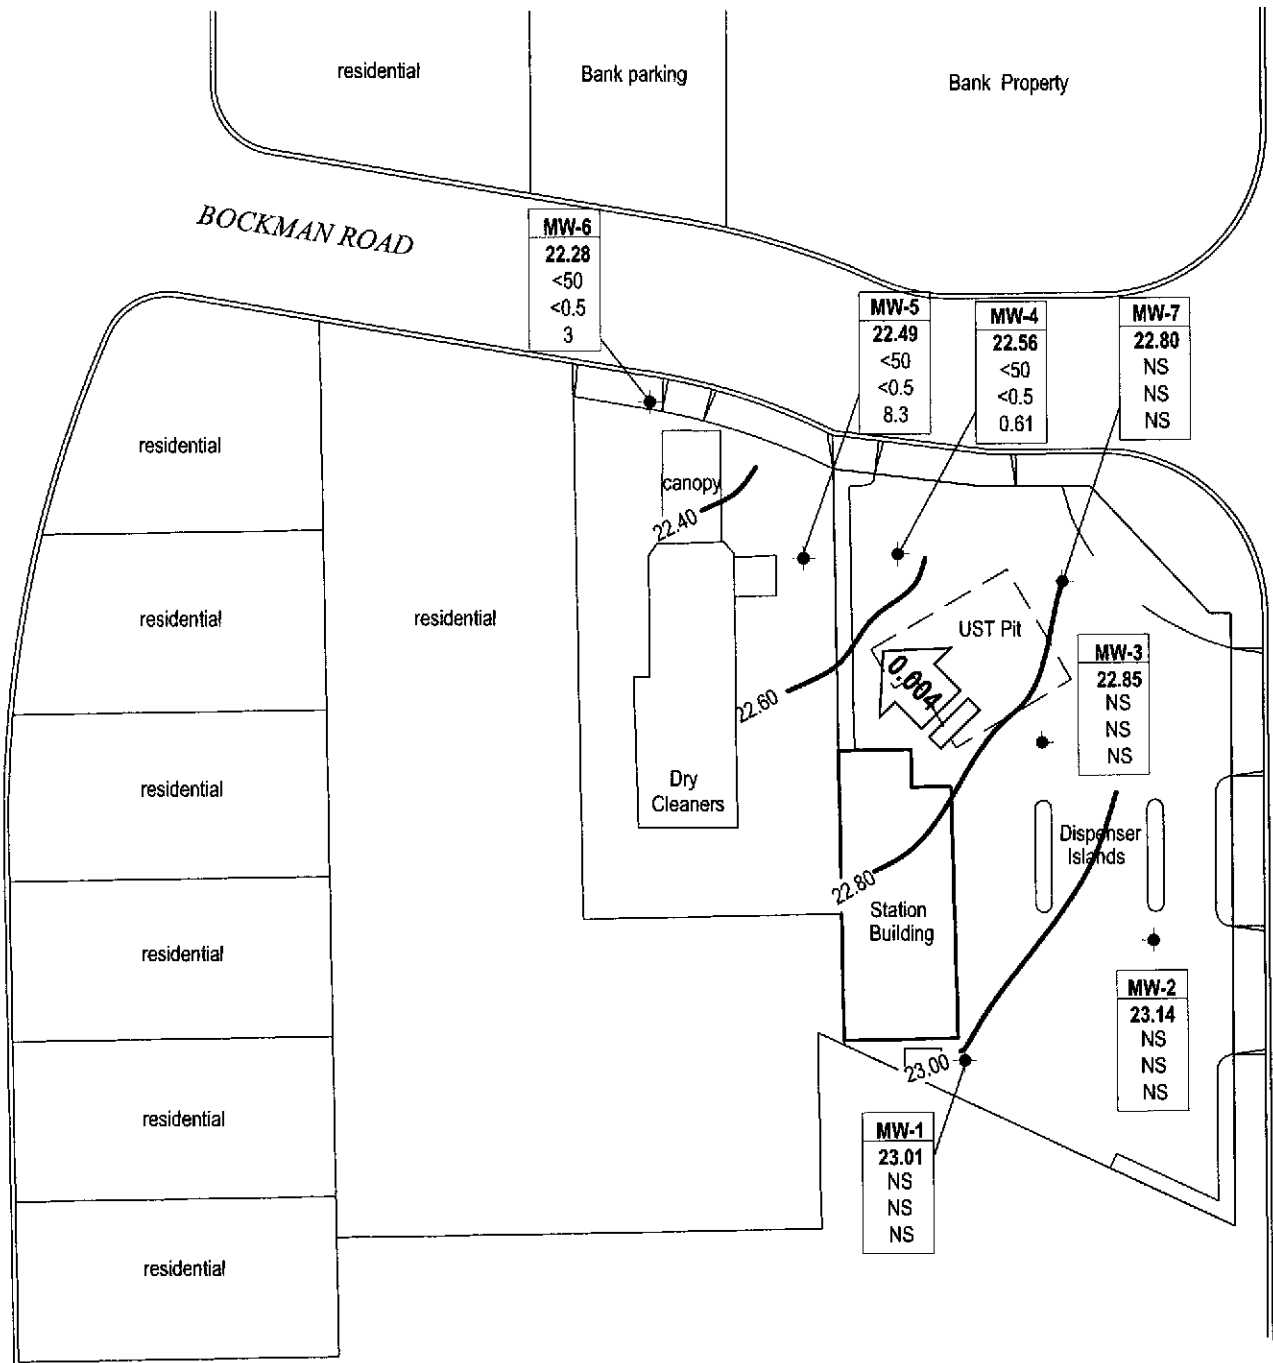 residential
Bank parking
Bank Property
BOCKMAN ROAD
MW-6
22.28
<50
<0.5
3
MW-5
22.49
<50
<0.5
8.3
MW-4
22.56
<50
<0.5
0.61
MW-7
22.80
NS
NS
NS
residential
canopy
22.40
residential
residential
UST Pit
MW-3
22.85
NS
NS
NS
0.004
22.60
residential
Dry
Cleaners
Dispenser
Islands
22.80
Station
Building
residential
MW-2
23.14
NS
NS
NS
23.00
residential
MW-1
23.01
NS
NS
NS
residential